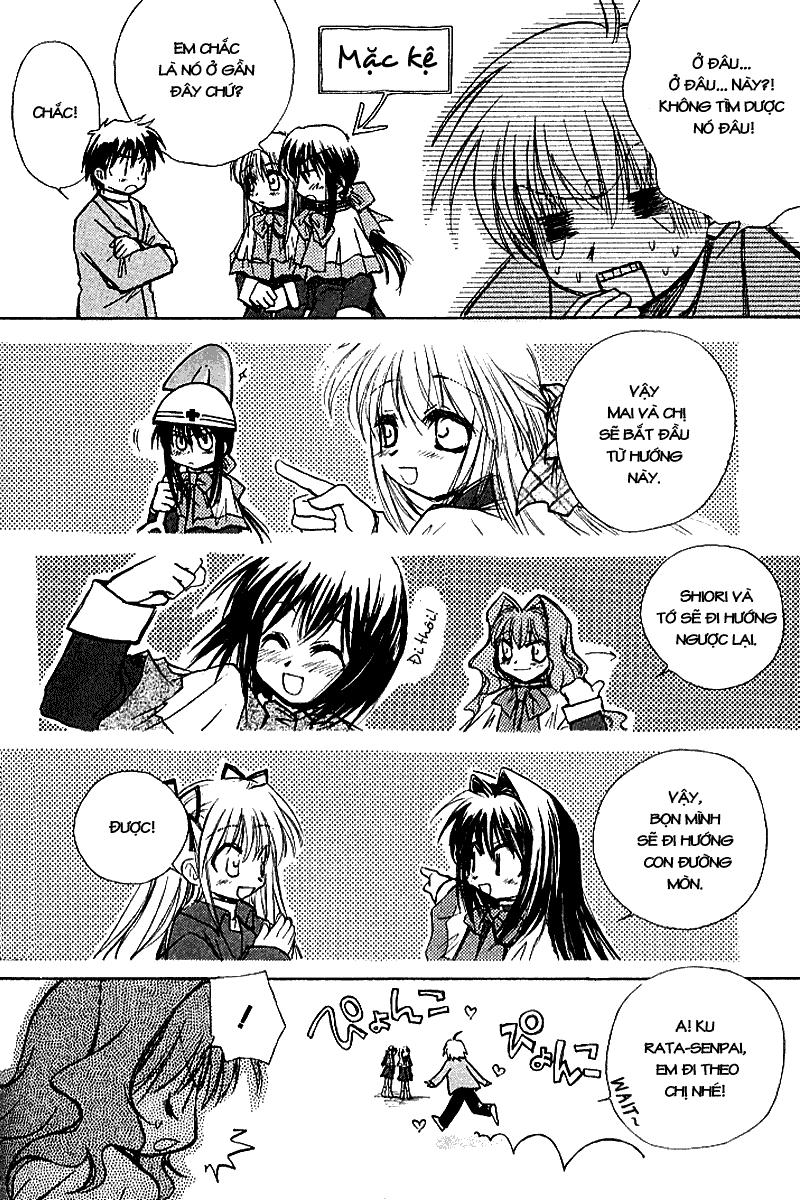 Ở ĐÂU...
Ở ĐÂU... NÀY?!
KHÔNG TÌM DƯỢC
NÓ ĐÂU!
Mặc kệ
EM CHẮC
LÀ NÓ Ở GẦN
ĐÂY CHỨ?
CHẮC!
VẬY
MAI VÀ CHỊ
SẼ BẮT ĐẦU
TỪ HƯỚNG
NÀY.
SHIORI VÀ
TỚ SẼ ĐI HƯỚNG
NGƯỢC LẠI.
Đi thôi!
VẬY,
BỌN MÌNH
SẼ ĐI HƯỚNG
CON ĐƯỜNG
MÒN.
ĐƯỢC!
A! KU
RATA-SENPAI,
EM ĐI THEO
CHỊ NHÉ!
WAIT~
ぴょんこ
ぴょんこ
!